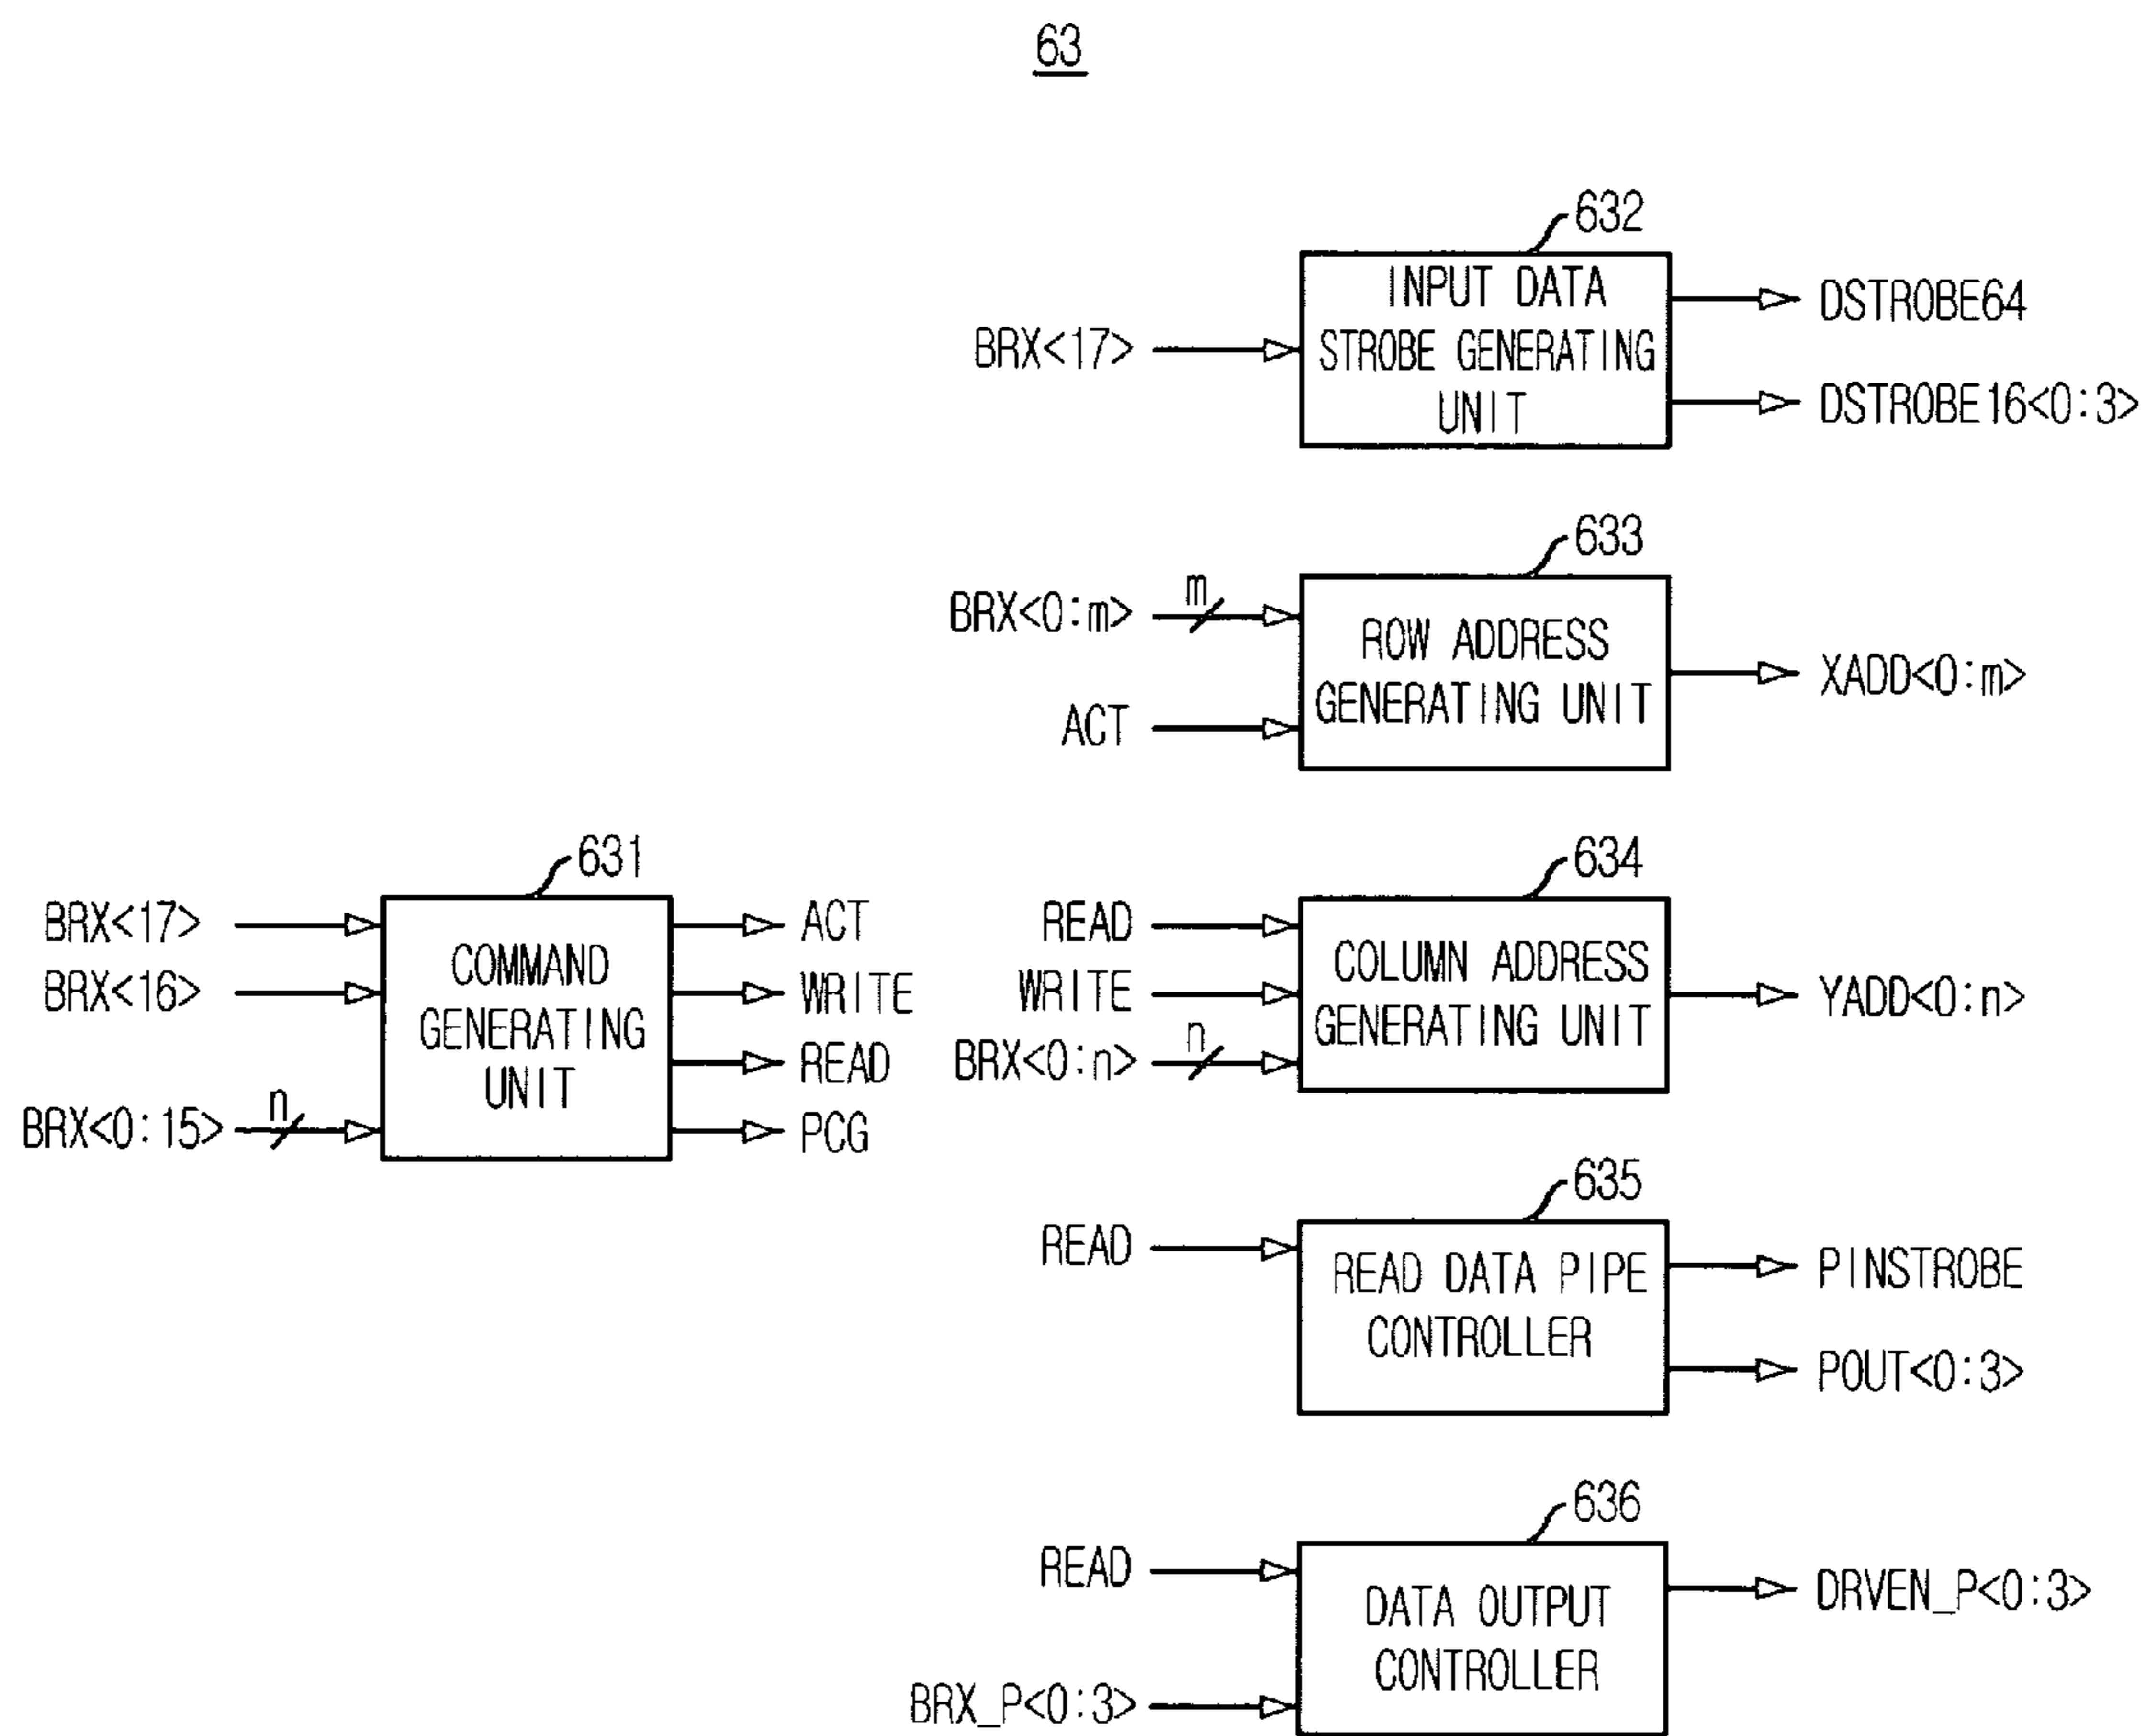 63
632
INPUT DATA
STROBE GENERATING
UNIT
BRX<17>
DSTROBE64
DSTROBE16<0:3>
633
BRX<0:m>
m
ACT
ROW ADDRESS
GENERATING UNIT
XADD<0:m>
631
BRX<17>
BRX<16>
BRX<0:15>
n
COMMAND
GENERATING
UNIT
ACT
WRITE
READ
PCG
634
READ
WRITE
BRX<0:n>
n
COLUMN ADDRESS
GENERATING UNIT
YADD<0:n>
635
READ
READ DATA PIPE
CONTROLLER
PINSTROBE
POUT<0:3>
636
READ
BRX_P<0:3>
DATA OUTPUT
CONTROLLER
DRVEN_P<0:3>